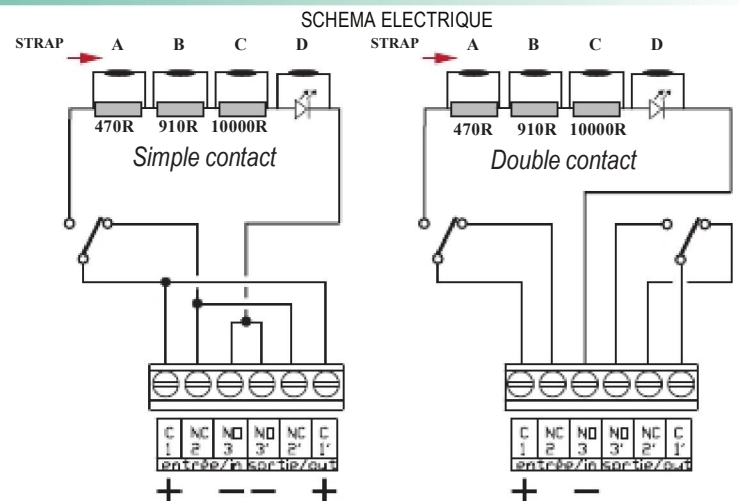 SCHEMA ELECTRIQUE
STRAP A B C D
470R 910R 10000R
Simple contact
C NC NO NO NC C
1 2 3 3' 2' 1'
entrée/in sortie/out
+ − − +
STRAP A B C D
470R 910R 10000R
Double contact
C NC NO NO NC C
1 2 3 3' 2' 1'
entrée/in sortie/out
+ −